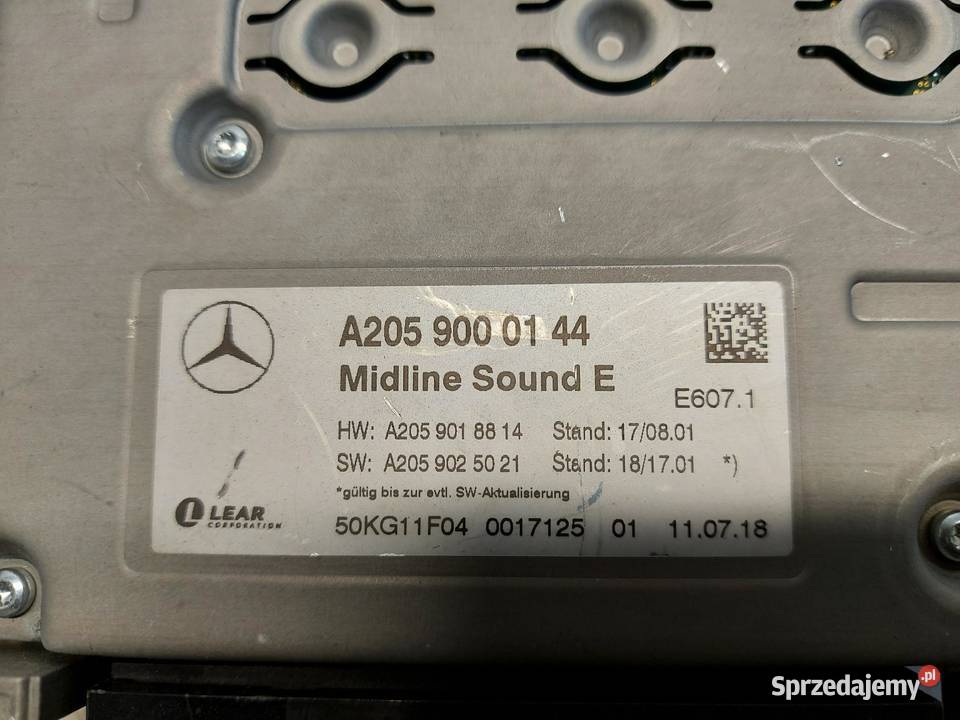 A205 900 01 44
Midline Sound E
E607.1
HW: A205 901 88 14 Stand: 17/08.01
SW: A205 902 50 21 Stand: 18/17.01 *)
*gültig bis zur evtl. SW-Aktualisierung
LEAR
CORPORATION
50KG11F04 0017125 01 11.07.18
Sprzedajemy.pl